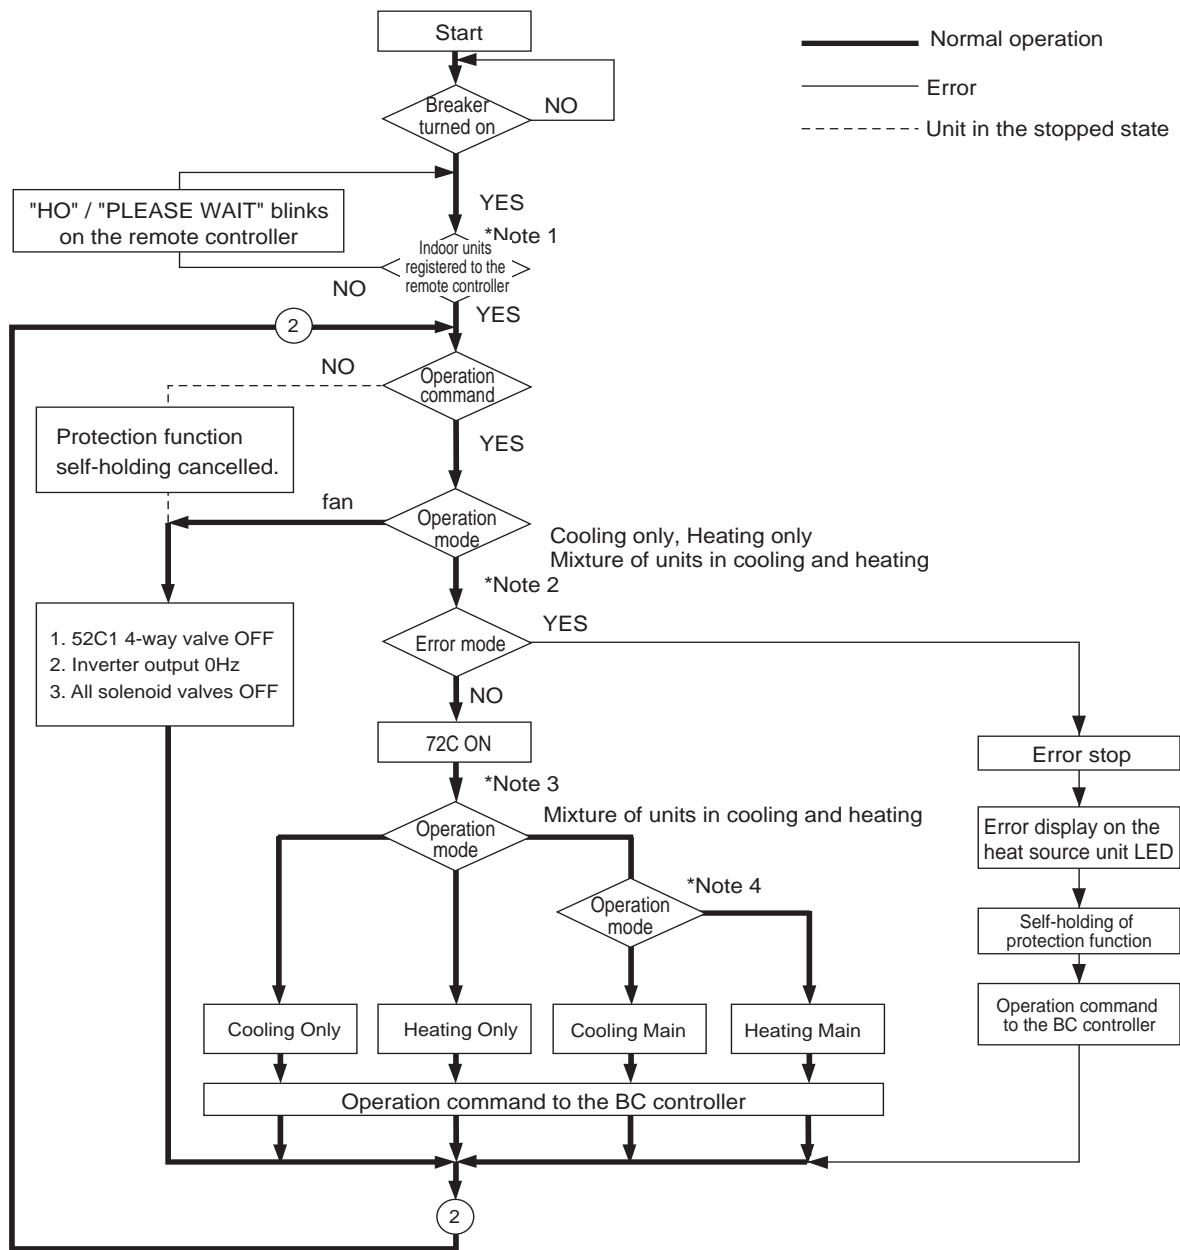 Start
Normal operation
Error
Unit in the stopped state
Breaker
turned on
NO
YES
"HO" / "PLEASE WAIT" blinks
on the remote controller
*Note 1
Indoor units
registered to the
remote controller
NO
YES
2
NO
Operation
command
YES
Protection function
self-holding cancelled.
fan
Operation
mode
Cooling only, Heating only
Mixture of units in cooling and heating
*Note 2
YES
Error mode
NO
1. 52C1 4-way valve OFF
2. Inverter output 0Hz
3. All solenoid valves OFF
72C ON
*Note 3
Mixture of units in cooling and heating
Operation
mode
*Note 4
Operation
mode
Error stop
Error display on the
heat source unit LED
Self-holding of
protection function
Operation command
to the BC controller
Cooling Only
Heating Only
Cooling Main
Heating Main
Operation command to the BC controller
2